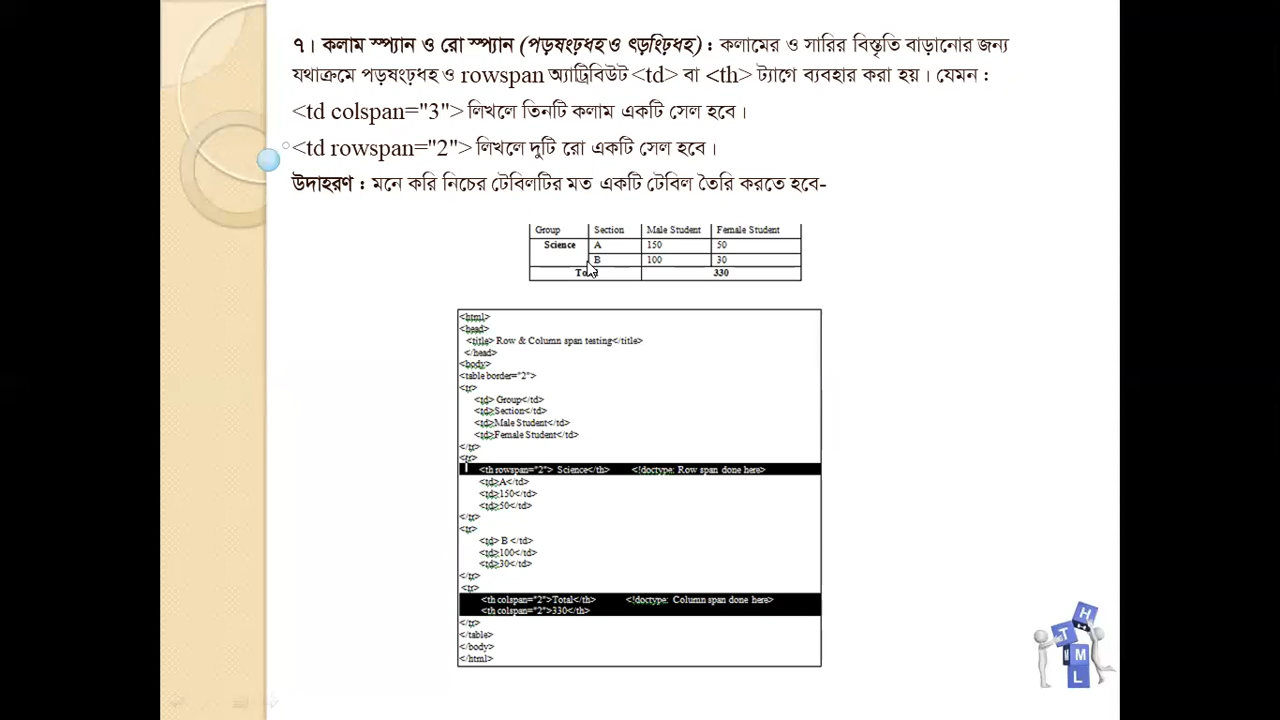 ৭। কলাম স্প্যান ও রো স্প্যান (পড়ষংঢ়ধহ ও ৎড়ংিঢ়ধহ) : কলামের ও সারির বিস্তৃতি বাড়ানোর জন্য
যথাক্রমে পড়ষংঢ়ধহ ও rowspan অ্যাট্রিবিউট <td> বা <th> ট্যাগে ব্যবহার করা হয়। যেমন :
<td colspan="3"> লিখলে তিনটি কলাম একটি সেল হবে।
<td rowspan="2"> লিখলে দুটি রো একটি সেল হবে।
উদাহরণ : মনে করি নিচের টেবিলটির মত একটি টেবিল তৈরি করতে হবে-
Group Section Male Student Female Student
Science A 150 50
B 100 30
330
<html>
<head>
<title> Row & Column span testing</title>
</head>
<body>
<table border="2">
<tr>
<td> Group</td>
<td>Section</td>
<td>Male Student</td>
<td>Female Student</td>
</tr>
<tr>
<th rowspan="2"> Science</th> <!doctype: Row span done here>
<td>A</td>
<td>150</td>
<td>50</td>
</tr>
<tr>
<td> B </td>
<td>100</td>
<td>30</td>
</tr>
<tr>
<th colspan="2">Total</th> <!doctype: Column span done here>
<th colspan="2">330</th>
</tr>
</table>
</body>
</html>
H
T
M
L